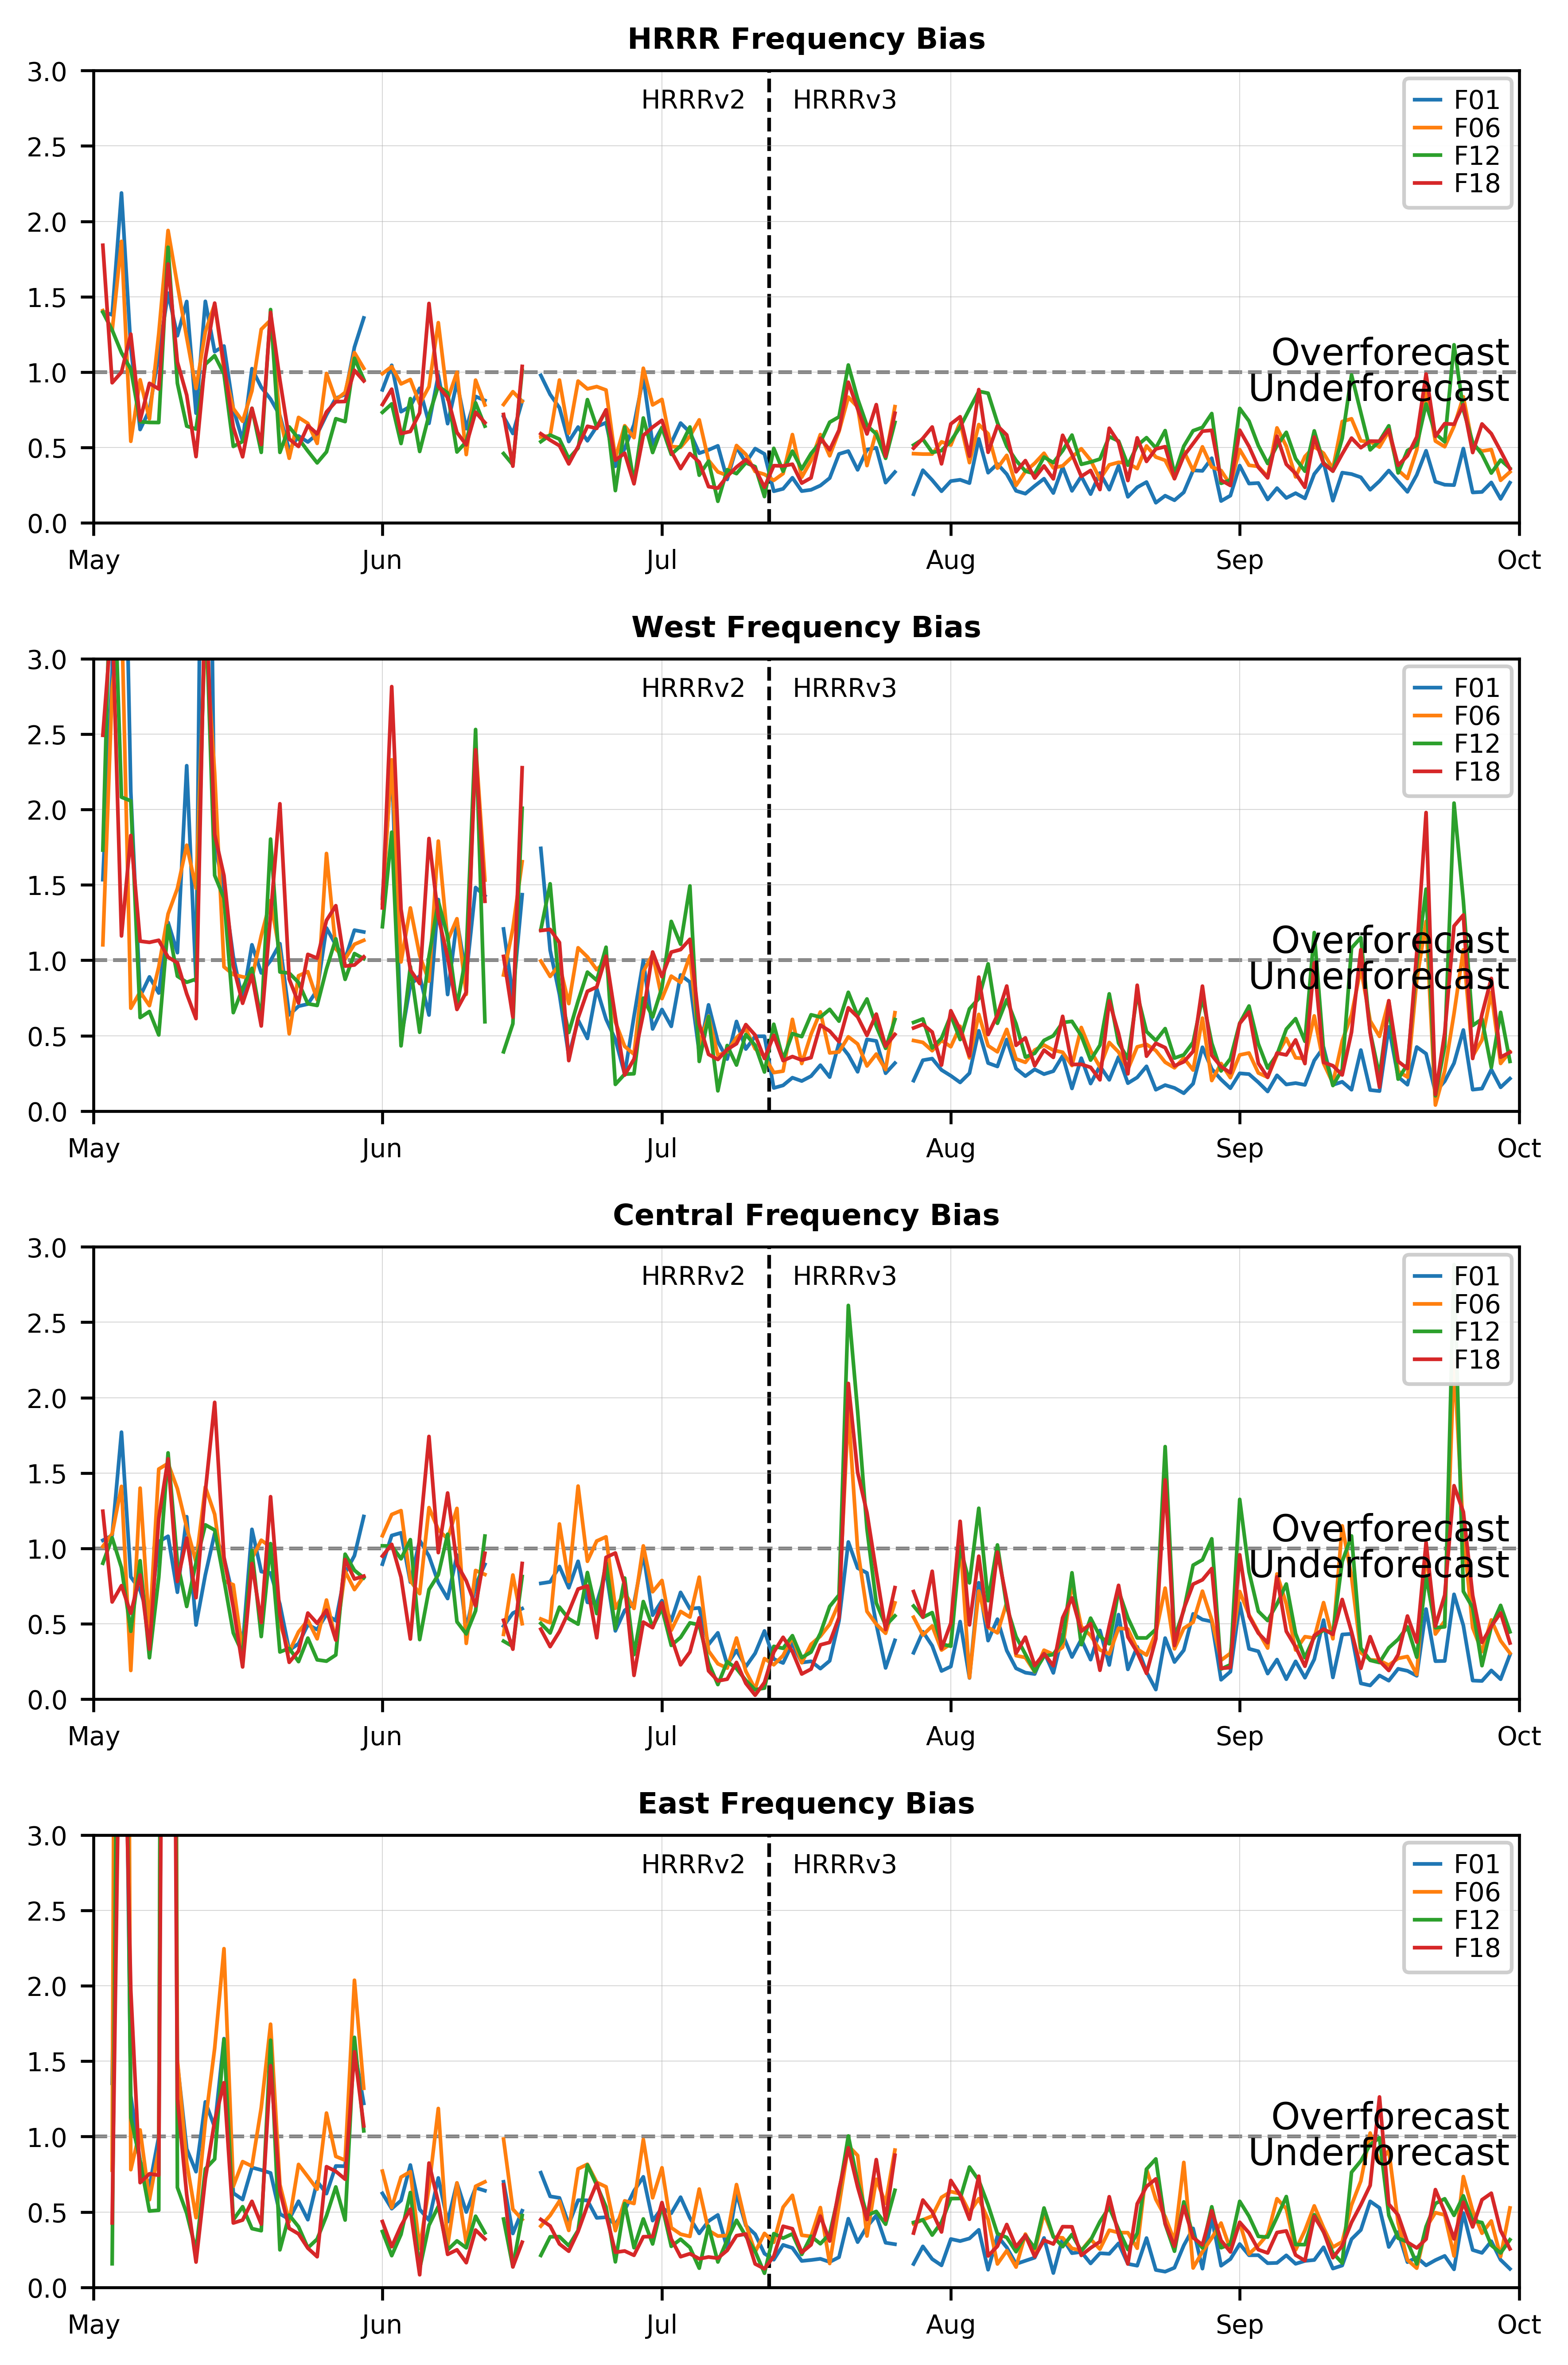 HRRR Frequency Bias
3.0
2.5
2.0
1.5
1.0
0.5
0.0
HRRRv2 HRRRv3
F01
F06
F12
F18
Overforecast
Underforecast
May Jun Jul Aug Sep Oct
West Frequency Bias
3.0
2.5
2.0
1.5
1.0
0.5
0.0
HRRRv2 HRRRv3
F01
F06
F12
F18
Overforecast
Underforecast
May Jun Jul Aug Sep Oct
Central Frequency Bias
3.0
2.5
2.0
1.5
1.0
0.5
0.0
HRRRv2 HRRRv3
F01
F06
F12
F18
Overforecast
Underforecast
May Jun Jul Aug Sep Oct
East Frequency Bias
3.0
2.5
2.0
1.5
1.0
0.5
0.0
HRRRv2 HRRRv3
F01
F06
F12
F18
Overforecast
Underforecast
May Jun Jul Aug Sep Oct